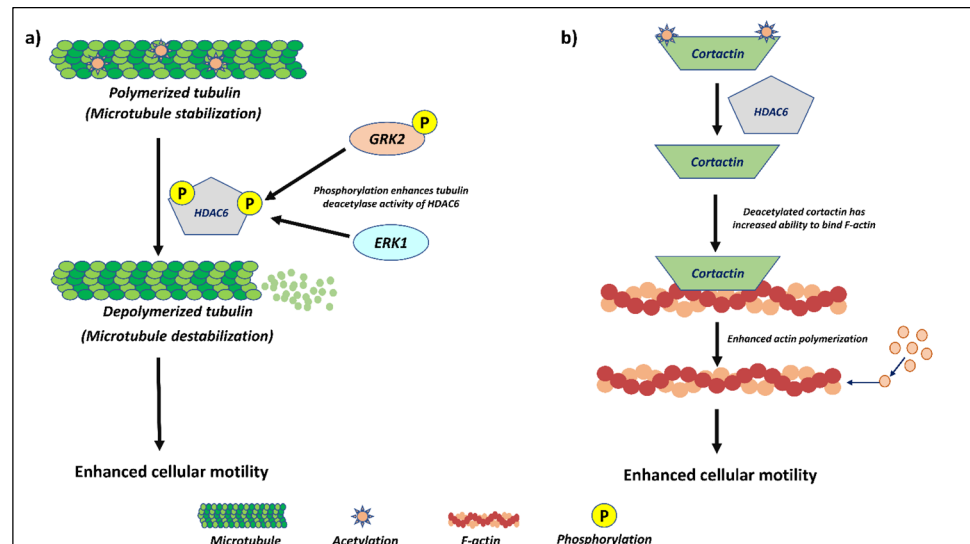 a)
Polymerized tubulin
(Microtubule stabilization)
P
GRK2
Phosphorylation enhances tubulin
deacetylase activity of HDAC6
P
P
HDAC6
ERK1
Depolymerized tubulin
(Microtubule destabilization)
Enhanced cellular motility
b)
Cortactin
HDAC6
Cortactin
Deacetylated cortactin has
increased ability to bind F-actin
Cortactin
Enhanced actin polymerization
Enhanced cellular motility
P
Microtubule
Acetylation
F-actin
Phosphorylation